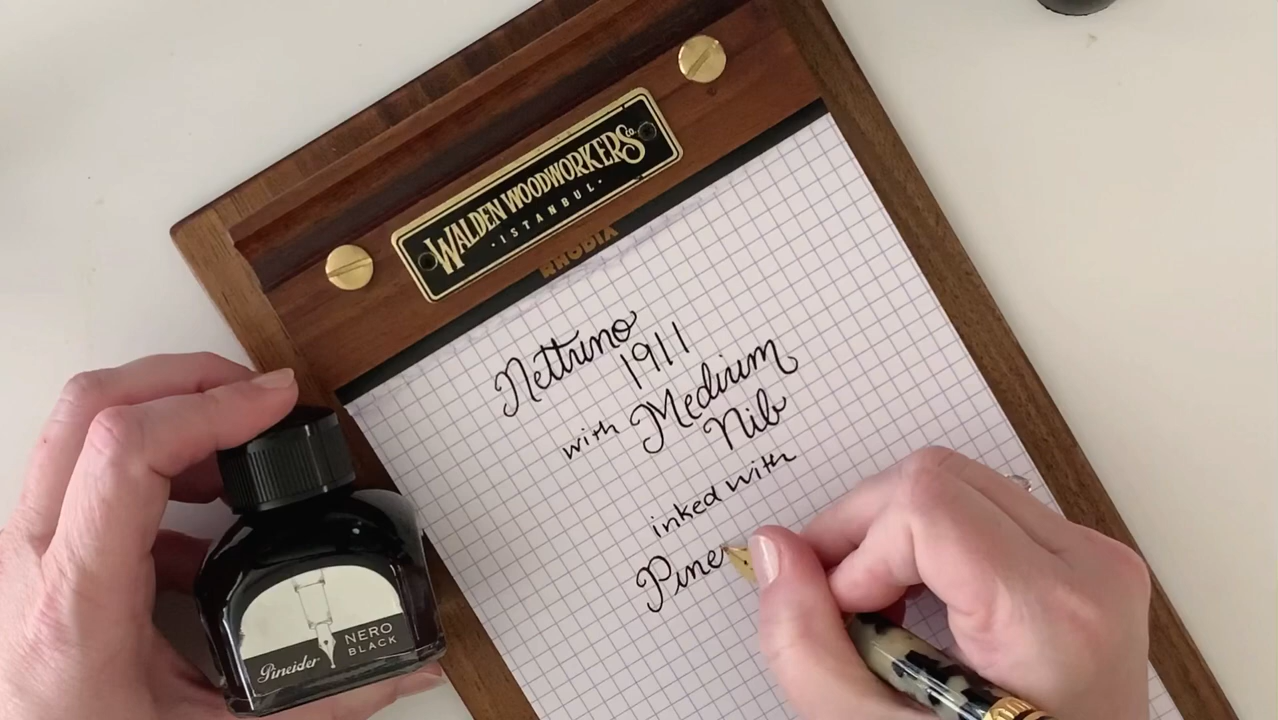 WALDEN WOODWORKERS Co.
·ISTANBUL·
RHODIA
Nettuno
1911
with Medium
Nib
inked with
Pine
Pineider
NERO
BLACK